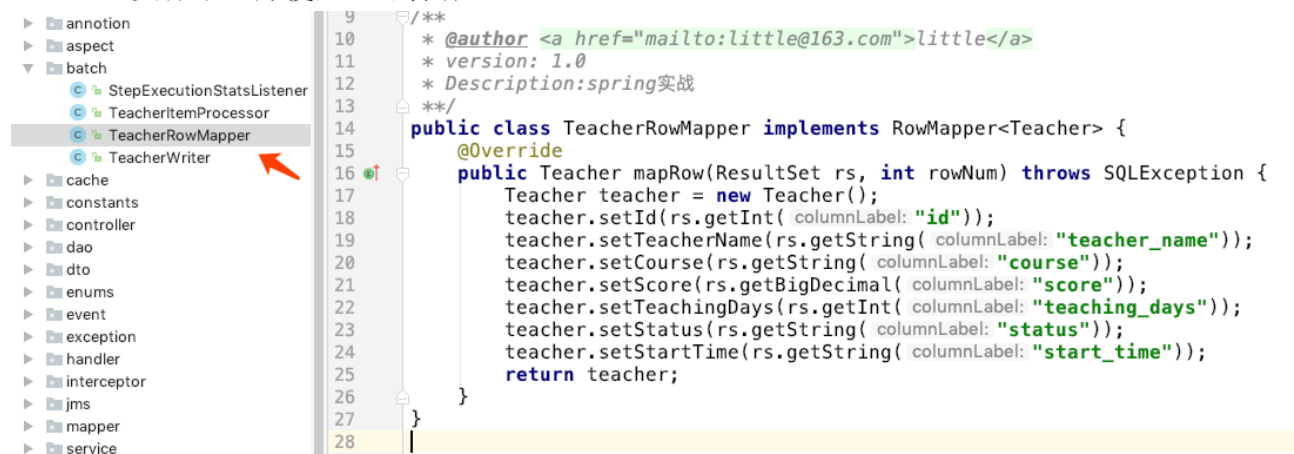 annotion
aspect
batch
StepExecutionStatsListener
TeacherItemProcessor
TeacherRowMapper
TeacherWriter
cache
constants
controller
dao
dto
enums
event
exception
handler
interceptor
jms
mapper
service
9 /**
10 * @author <a href="mailto:little@163.com">little</a>
11 * version: 1.0
12 * Description:spring实战
13 **/
14 public class TeacherRowMapper implements RowMapper<Teacher> {
15 @Override
16 public Teacher mapRow(ResultSet rs, int rowNum) throws SQLException {
17 Teacher teacher = new Teacher();
18 teacher.setId(rs.getInt( columnLabel: "id"));
19 teacher.setTeacherName(rs.getString( columnLabel: "teacher_name"));
20 teacher.setCourse(rs.getString( columnLabel: "course"));
21 teacher.setScore(rs.getBigDecimal( columnLabel: "score"));
22 teacher.setTeachingDays(rs.getInt( columnLabel: "teaching_days"));
23 teacher.setStatus(rs.getString( columnLabel: "status"));
24 teacher.setStartTime(rs.getString( columnLabel: "start_time"));
25 return teacher;
26 }
27 }
28